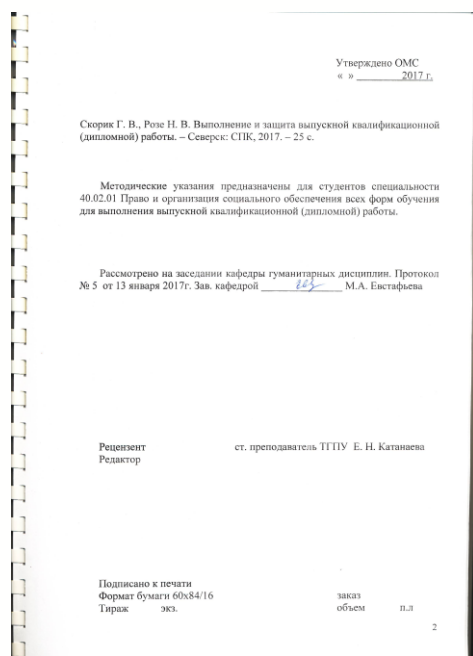 Утверждено ОМС
«  » _________2017 г.
Скорик Г. В., Розе Н. В. Выполнение и защита выпускной квалификационной
(дипломной) работы. – Северск: СПК, 2017. – 25 с.
Методические указания предназначены для студентов специальности
40.02.01 Право и организация социального обеспечения всех форм обучения
для выполнения выпускной квалификационной (дипломной) работы.
Рассмотрено на заседании кафедры гуманитарных дисциплин. Протокол
№ 5 от 13 января 2017г. Зав. кафедрой ________________ М.А. Евстафьева
Рецензент ст. преподаватель ТГПУ Е. Н. Катанаева
Редактор
Подписано к печати
Формат бумаги 60х84/16 заказ
Тираж экз. объем п.л
2